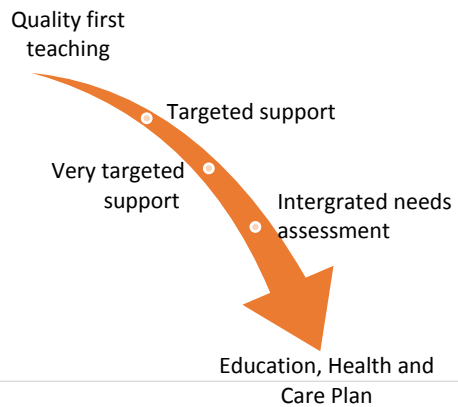 Quality first
teaching
Targeted support
Very targeted
support
Intergrated needs
assessment
Education, Health and
Care Plan